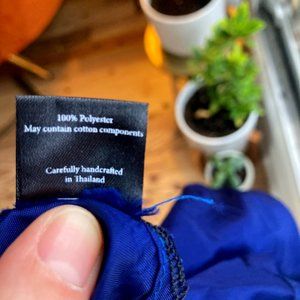 100% Polyester
May contain cotton components
Carefully handcrafted
in Thailand